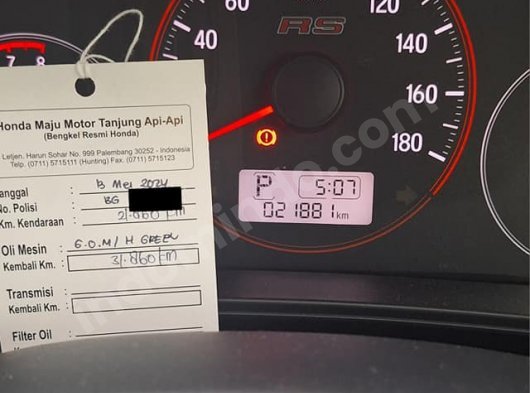 Honda Maju Motor Tanjung Api-Api
(Bengkel Resmi Honda)
Letjen. Harun Sohar No. 999 Palembang 30252 - Indonesia
Telp. (0711) 5715111 (Hunting) Fax. (0711) 5715123
anggal : 13 Mei 2024
No. Polisi : BG
Km. Kendaraan : 21.860 km
Oli Mesin : G.O.M / H GREEN
Kembali Km. : 31.860 km
Transmisi :
Kembali Km. :
Filter Oil :
7 8
40
60
120
140
160
180
RS
P 5:07
021881 km